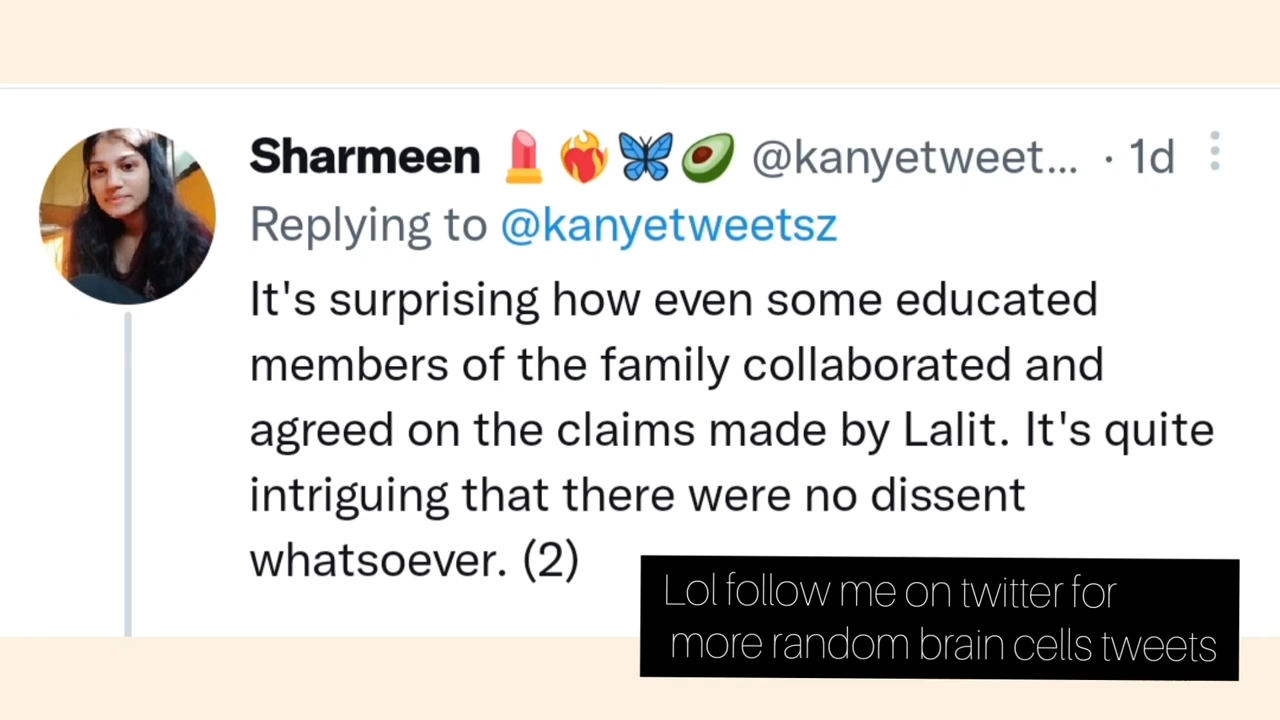 Sharmeen 💄❤️‍🔥🦋🥑 @kanyetweet... · 1d
Replying to @kanyetweetsz
It's surprising how even some educated
members of the family collaborated and
agreed on the claims made by Lalit. It's quite
intriguing that there were no dissent
whatsoever. (2)
Lol follow me on twitter for
more random brain cells tweets